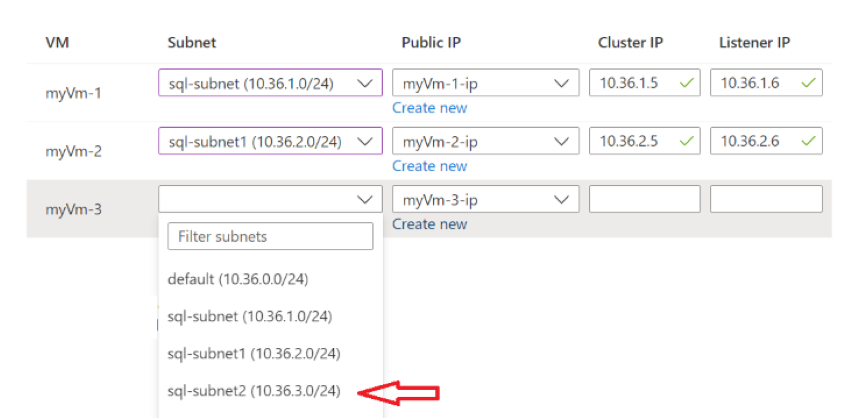 VM Subnet Public IP Cluster IP Listener IP
myVm-1 sql-subnet (10.36.1.0/24) myVm-1-ip 10.36.1.5 10.36.1.6
Create new
myVm-2 sql-subnet1 (10.36.2.0/24) myVm-2-ip 10.36.2.5 10.36.2.6
Create new
myVm-3 myVm-3-ip
Create new
Filter subnets
default (10.36.0.0/24)
sql-subnet (10.36.1.0/24)
sql-subnet1 (10.36.2.0/24)
sql-subnet2 (10.36.3.0/24)